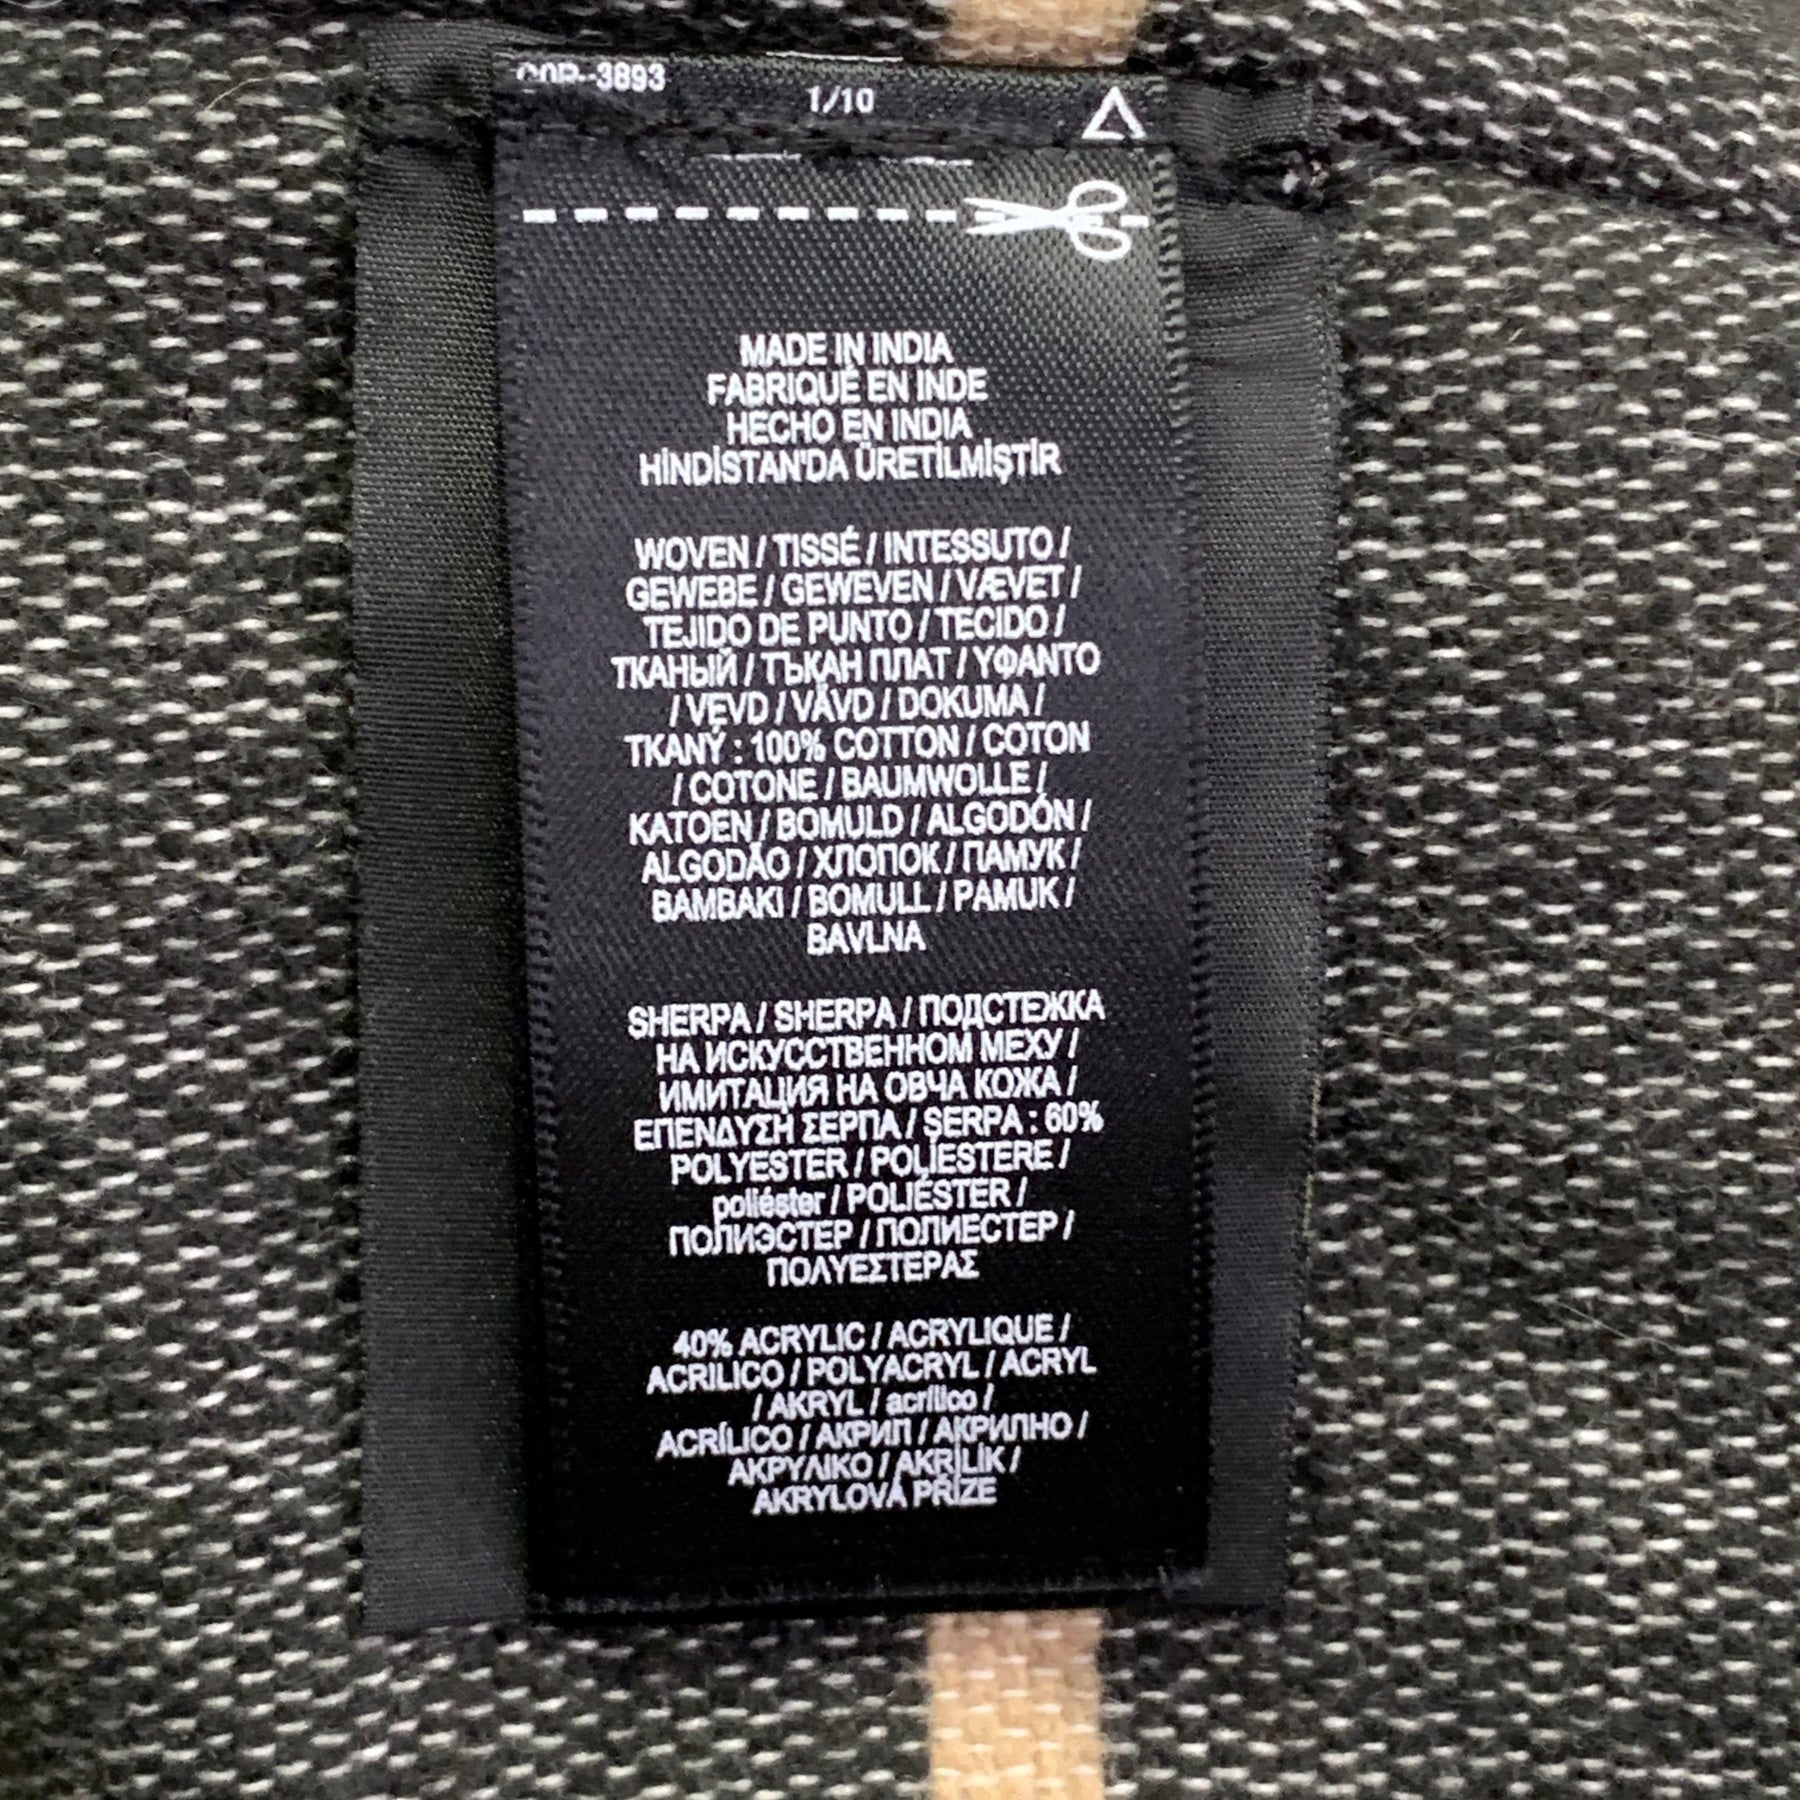 -3893
1/10
MADE IN INDIA
FABRIQUÉ EN INDE
HECHO EN INDIA
HİNDİSTAN'DA ÜRETİLMİŞTİR
WOVEN / TISSÉ / INTESSUTO /
GEWEBE / GEWEVEN / VÆVET /
TEJIDO DE PUNTO / TECIDO /
ТКАНЫЙ / ТЪКАН ПЛАТ / ΥΦΑΝΤΟ
/ VEVD / VÄVD / DOKUMA /
TKANÝ : 100% COTTON / COTON
/ COTONE / BAUMWOLLE /
KATOEN / BOMULD / ALGODÓN /
ALGODÃO / ХЛОПОК / ПАМУК /
BAMBAKI / BOMULL / PAMUK /
BAVLNA
SHERPA / SHERPA / ПОДСТЕЖКА
НА ИСКУССТВЕННОМ МЕХУ /
ИМИТАЦИЯ НА ОВЧА КОЖА /
ΕΠΕΝΔΥΣΗ ΣΕΡΠΑ / ŞERPA : 60%
POLYESTER / POLIESTERE /
poliéster / POLIÉSTER /
ПОЛИЭСТЕР / ПОЛИЕСТЕР /
ΠΟΛΥΕΣΤΕΡΑΣ
40% ACRYLIC / ACRYLIQUE /
ACRILICO / POLYACRYL / ACRYL
/ AKRYL / acrílico /
ACRÍLICO / АКРИЛ / АКРИЛНО /
ΑΚΡΥΛΙΚΟ / AKRİLİK /
AKRYLOVÁ PŘÍZE